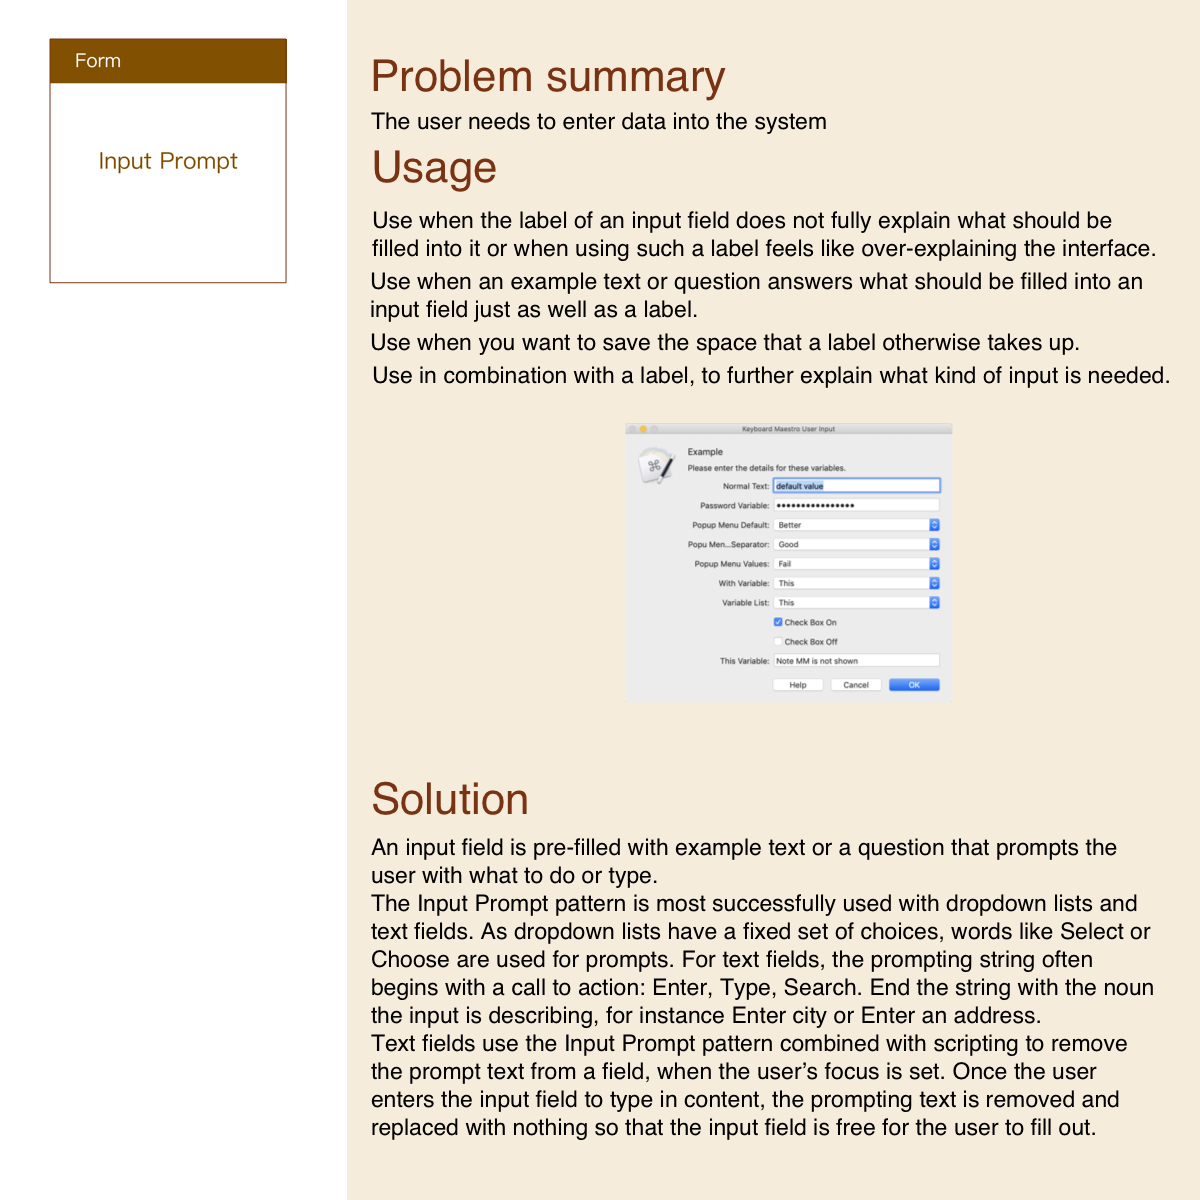 Form
Input Prompt
Problem summary
The user needs to enter data into the system
Usage
Use when the label of an input field does not fully explain what should be
filled into it or when using such a label feels like over-explaining the interface.
Use when an example text or question answers what should be filled into an
input field just as well as a label.
Use when you want to save the space that a label otherwise takes up.
Use in combination with a label, to further explain what kind of input is needed.
Keyboard Maestro User Input
Example
Please enter the details for these variables.
Normal Text: default value
Password Variable: ••••••••••••••••
Popup Menu Default: Better
Popu Men...Separator: Good
Popup Menu Values: Fail
With Variable: This
Variable List: This
Check Box On
Check Box Off
This Variable: Note MM is not shown
Help Cancel OK
Solution
An input field is pre-filled with example text or a question that prompts the
user with what to do or type.
The Input Prompt pattern is most successfully used with dropdown lists and
text fields. As dropdown lists have a fixed set of choices, words like Select or
Choose are used for prompts. For text fields, the prompting string often
begins with a call to action: Enter, Type, Search. End the string with the noun
the input is describing, for instance Enter city or Enter an address.
Text fields use the Input Prompt pattern combined with scripting to remove
the prompt text from a field, when the user’s focus is set. Once the user
enters the input field to type in content, the prompting text is removed and
replaced with nothing so that the input field is free for the user to fill out.